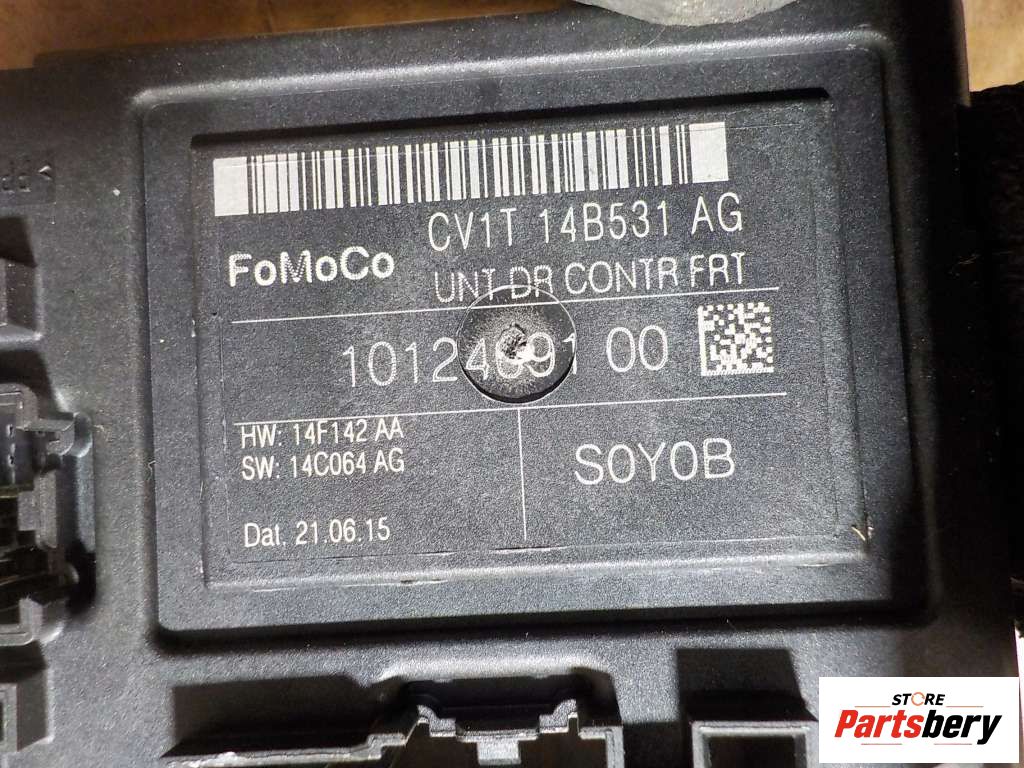 CV1T 14B531 AG
FoMoCo
UNT DR CONTR FRT
00
HW: 14F142 AA
SW: 14C064 AG
S0Y0B
Dat. 21.06.15
STORE
Partsbery